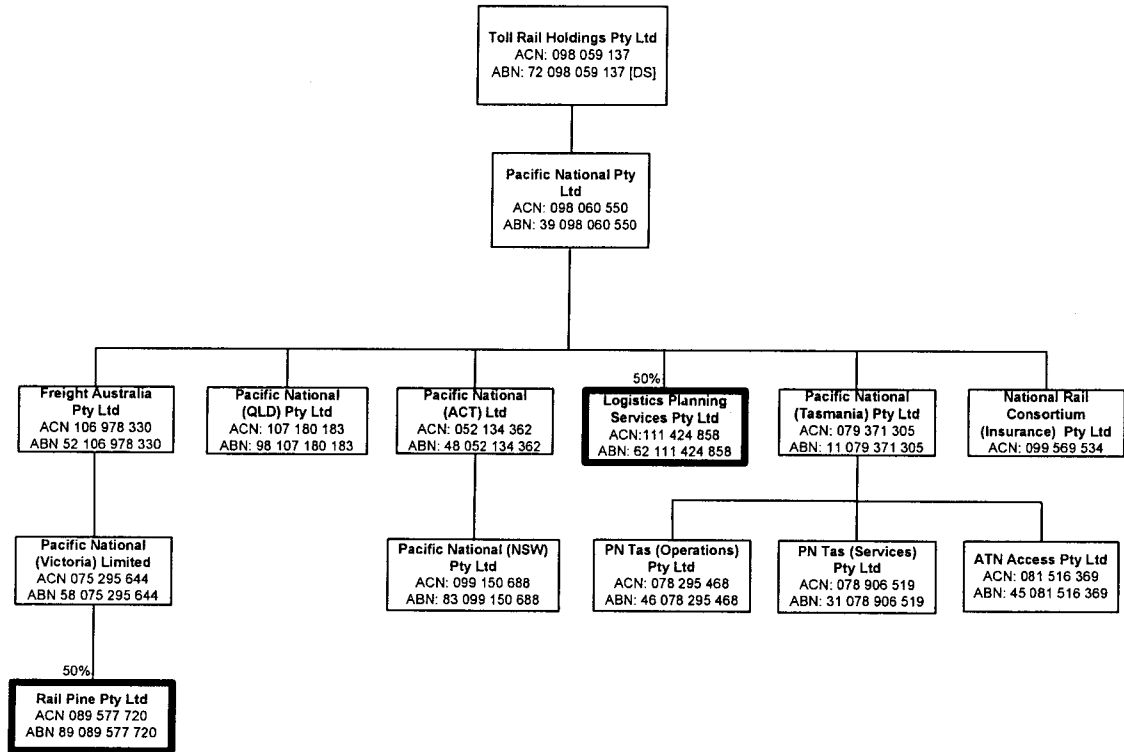 Toll Rail Holdings Pty Ltd
ACN: 098 059 137
ABN: 72 098 059 137 [DS]
Pacific National Pty
Ltd
ACN: 098 060 550
ABN: 39 098 060 550
Freight Australia
Pty Ltd
ACN 106 978 330
ABN 52 106 978 330
Pacific National
(QLD) Pty Ltd
ACN: 107 180 183
ABN: 98 107 180 183
Pacific National
(ACT) Ltd
ACN: 052 134 362
ABN: 48 052 134 362
50%
Logistics Planning
Services Pty Ltd
ACN:111 424 858
ABN: 62 111 424 858
Pacific National
(Tasmania) Pty Ltd
ACN: 079 371 305
ABN: 11 079 371 305
National Rail
Consortium
(Insurance) Pty Ltd
ACN: 099 569 534
Pacific National
(Victoria) Limited
ACN 075 295 644
ABN 58 075 295 644
Pacific National (NSW)
Pty Ltd
ACN: 099 150 688
ABN: 83 099 150 688
PN Tas (Operations)
Pty Ltd
ACN: 078 295 468
ABN: 46 078 295 468
PN Tas (Services)
Pty Ltd
ACN: 078 906 519
ABN: 31 078 906 519
ATN Access Pty Ltd
ACN: 081 516 369
ABN: 45 081 516 369
50%
Rail Pine Pty Ltd
ACN 089 577 720
ABN 89 089 577 720